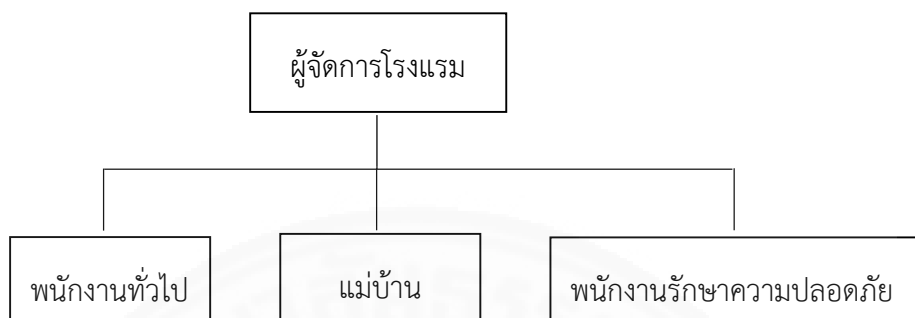 ผู้จัดการโรงแรม
พนักงานทั่วไป
แม่บ้าน
พนักงานรักษาความปลอดภัย